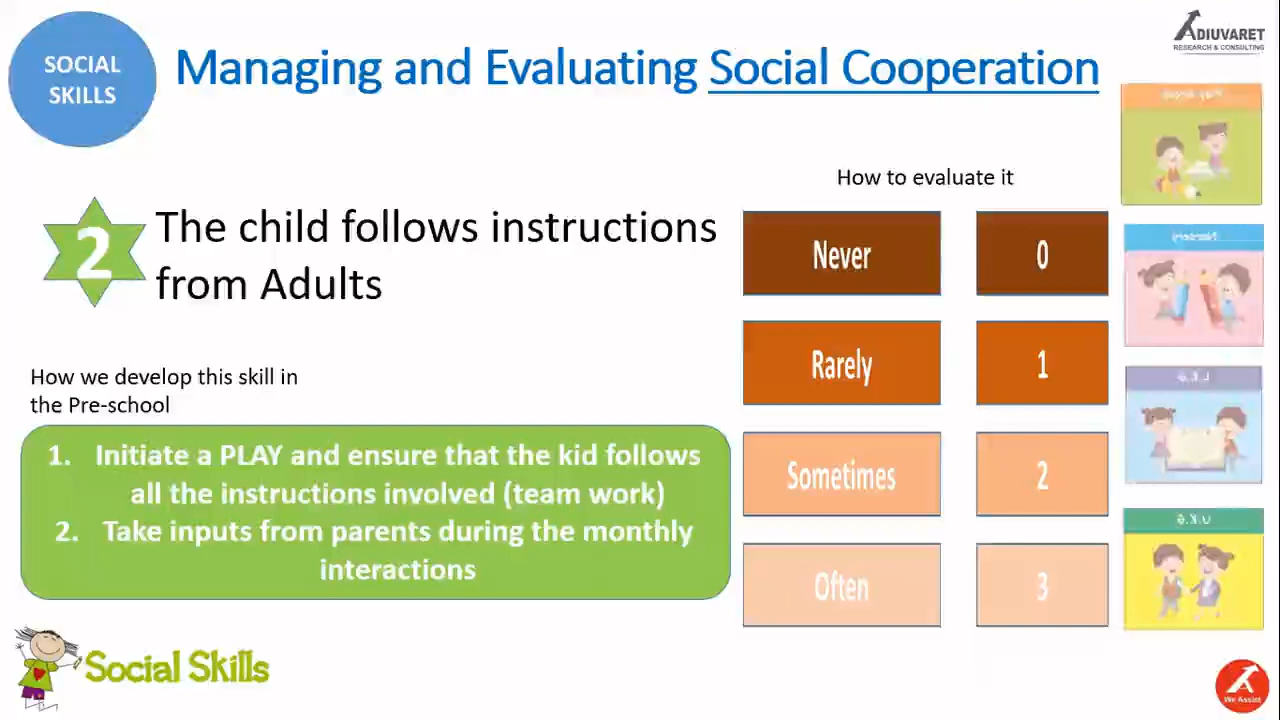 SOCIAL
SKILLS
Managing and Evaluating Social Cooperation
ADIUVARET
RESEARCH & CONSULTING
2
The child follows instructions
from Adults
How we develop this skill in
the Pre-school
1. Initiate a PLAY and ensure that the kid follows
all the instructions involved (team work)
2. Take inputs from parents during the monthly
interactions
How to evaluate it
Never 0
Rarely 1
Sometimes 2
Often 3
Social Skills
We Assist